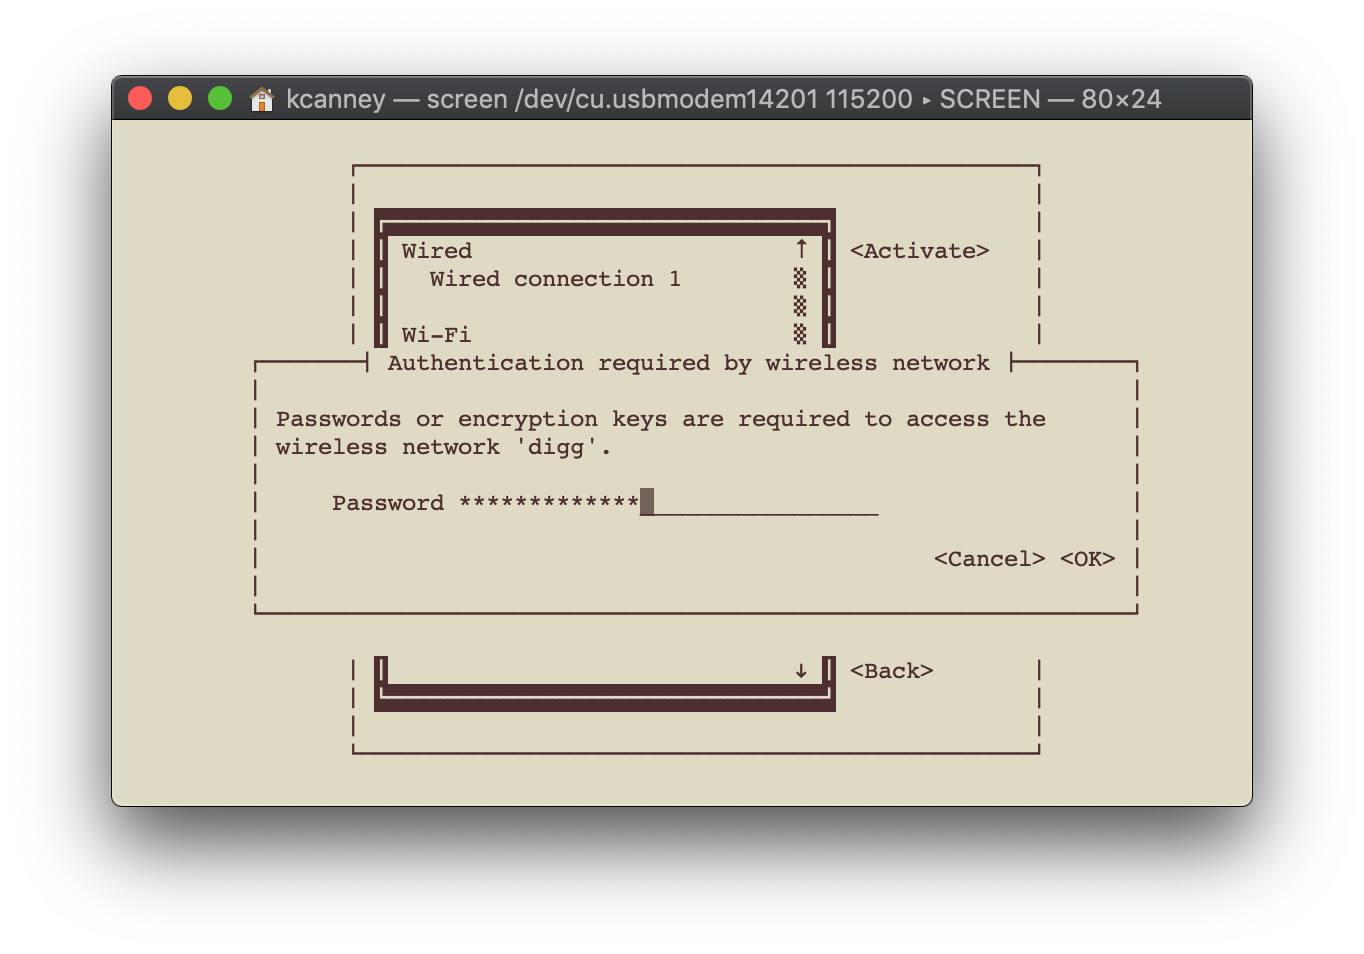 kcanney — screen /dev/cu.usbmodem14201 115200 ▸ SCREEN — 80×24
Wired ↑ <Activate>
Wired connection 1
Wi-Fi
Authentication required by wireless network
Passwords or encryption keys are required to access the
wireless network 'digg'.
Password *************
<Cancel> <OK>
↓ <Back>